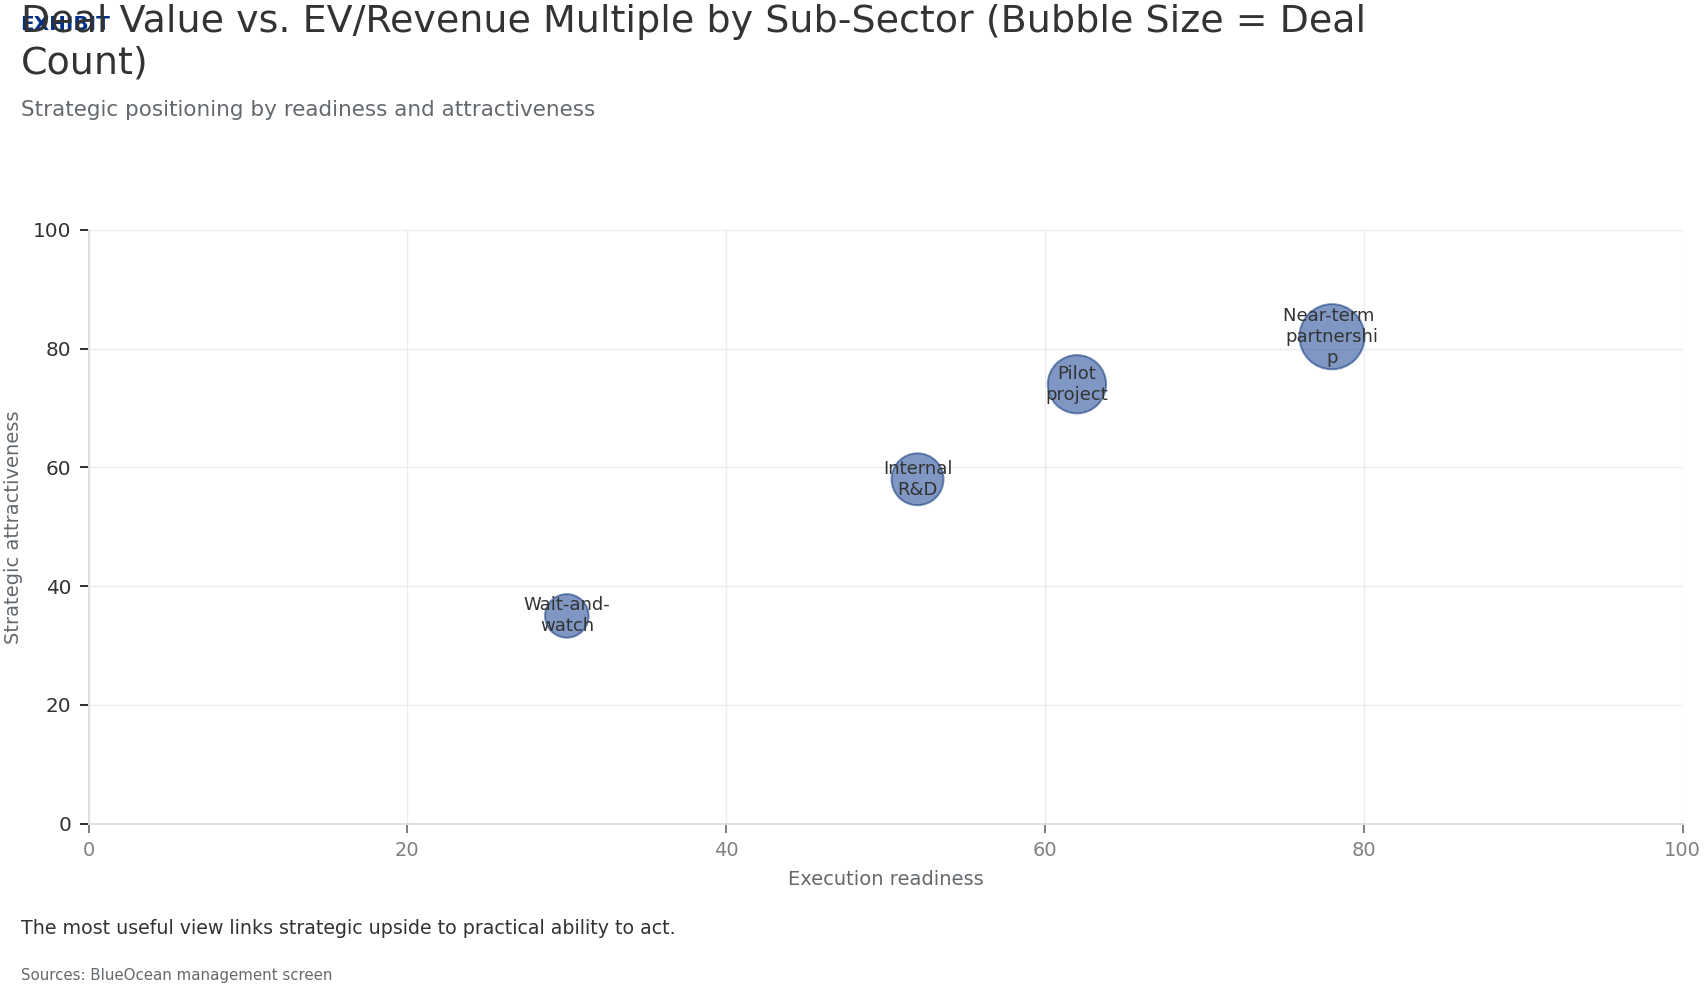 EXHIBIT
Deal Value vs. EV/Revenue Multiple by Sub-Sector (Bubble Size = Deal
Count)
Strategic positioning by readiness and attractiveness
100
80
60
40
20
0
Strategic attractiveness
Near-term
partnershi
p
Pilot
project
Internal
R&D
Wait-and-
watch
0 20 40 60 80 100
Execution readiness
The most useful view links strategic upside to practical ability to act.
Sources: BlueOcean management screen